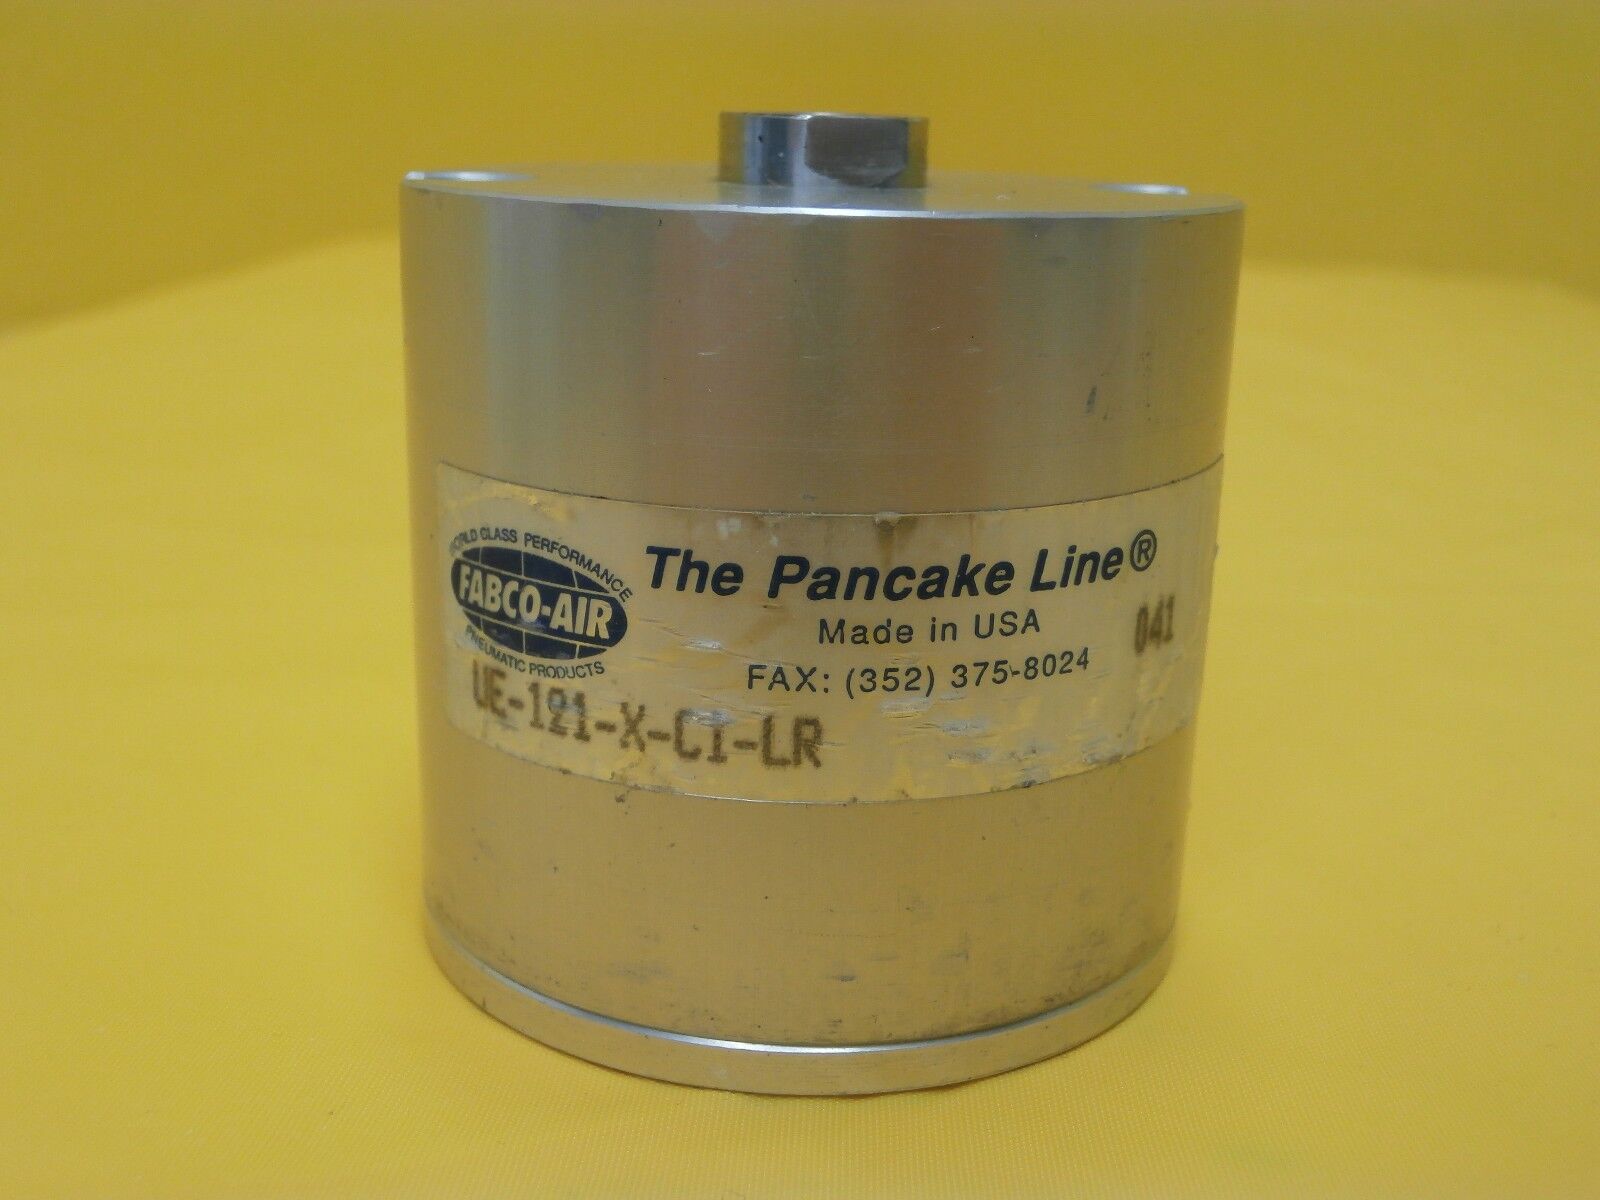 WORLD CLASS PERFORMANCE
FABCO-AIR
PNEUMATIC PRODUCTS
The Pancake Line®
Made in USA
FAX: (352) 375-8024
041
UE-121-X-CI-LR